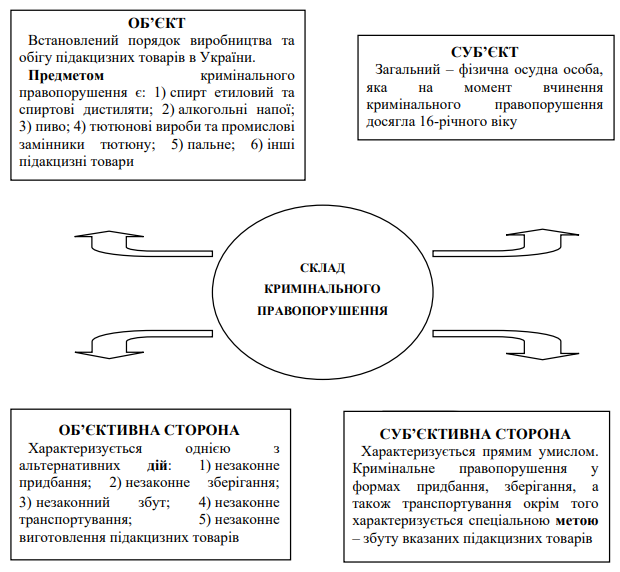 ОБ’ЄКТ
Встановлений порядок виробництва та
обігу підакцизних товарів в Україні.
Предметом кримінального
правопорушення є: 1) спирт етиловий та
спиртові дистиляти; 2) алкогольні напої;
3) пиво; 4) тютюнові вироби та промислові
замінники тютюну; 5) пальне; 6) інші
підакцизні товари
СУБ’ЄКТ
Загальний – фізична осудна особа,
яка на момент вчинення
кримінального правопорушення
досягла 16-річного віку
СКЛАД
КРИМІНАЛЬНОГО
ПРАВОПОРУШЕННЯ
ОБ’ЄКТИВНА СТОРОНА
Характеризується однією з
альтернативних дій: 1) незаконне
придбання; 2) незаконне зберігання;
3) незаконний збут; 4) незаконне
транспортування; 5) незаконне
виготовлення підакцизних товарів
СУБ’ЄКТИВНА СТОРОНА
Характеризується прямим умислом.
Кримінальне правопорушення у
формах придбання, зберігання, а
також транспортування окрім того
характеризується спеціальною метою
– збуту вказаних підакцизних товарів